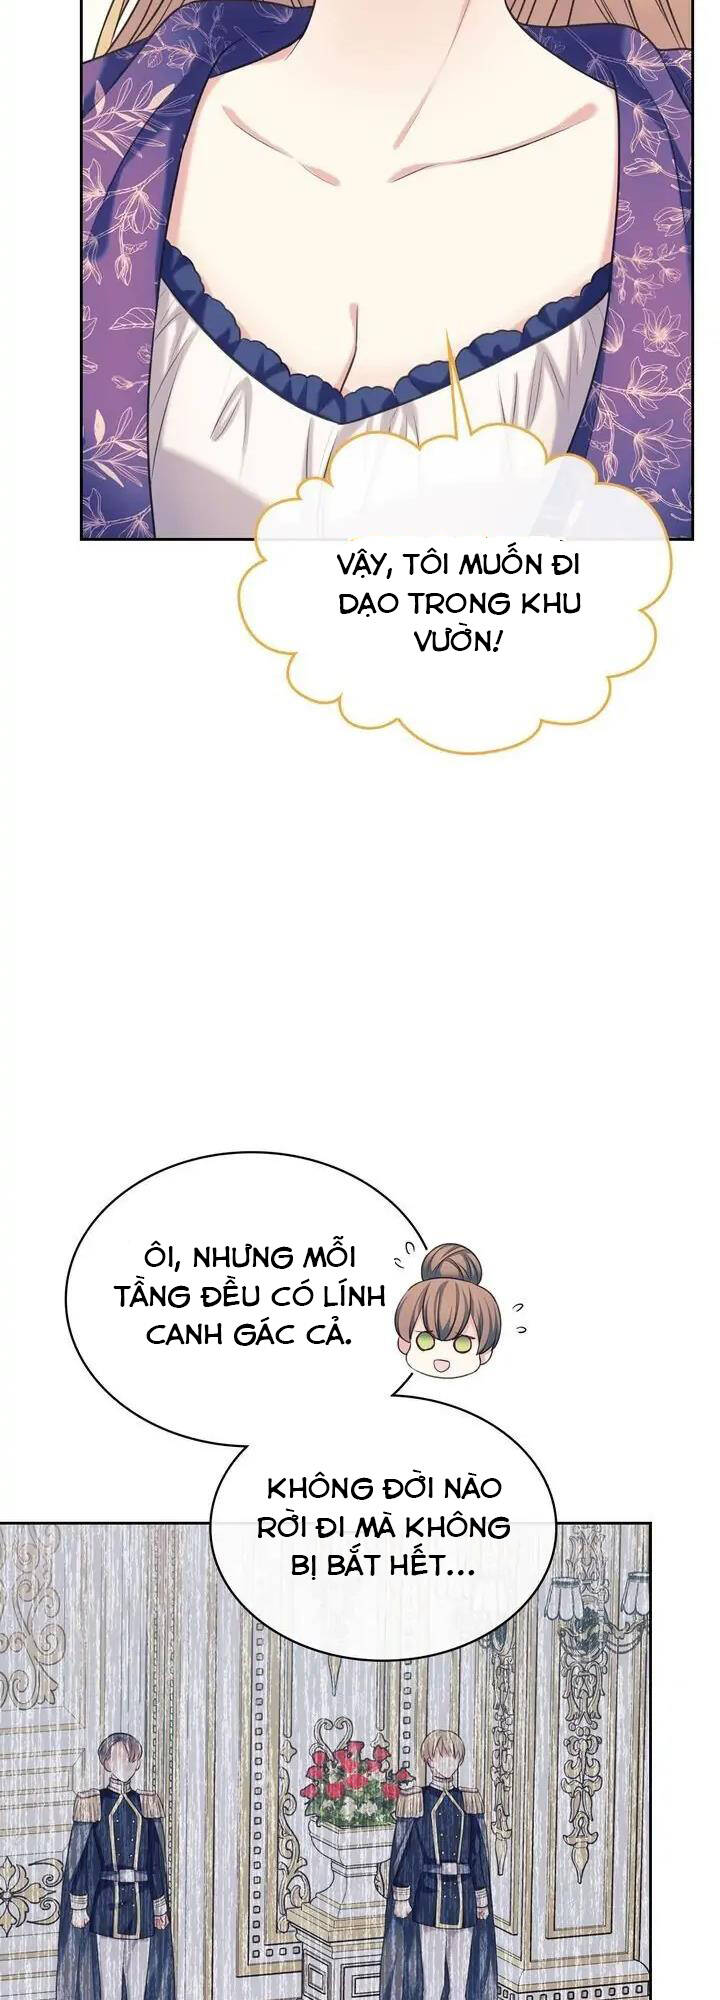 VẬY, TÔI MUỐN ĐI
DẠO TRONG KHU
VƯỜN!
ÔI, NHƯNG MỖI
TẦNG ĐỀU CÓ LÍNH
CANH GÁC CẢ.
KHÔNG ĐỜI NÀO
RỜI ĐI MÀ KHÔNG
BỊ BẮT HẾT...